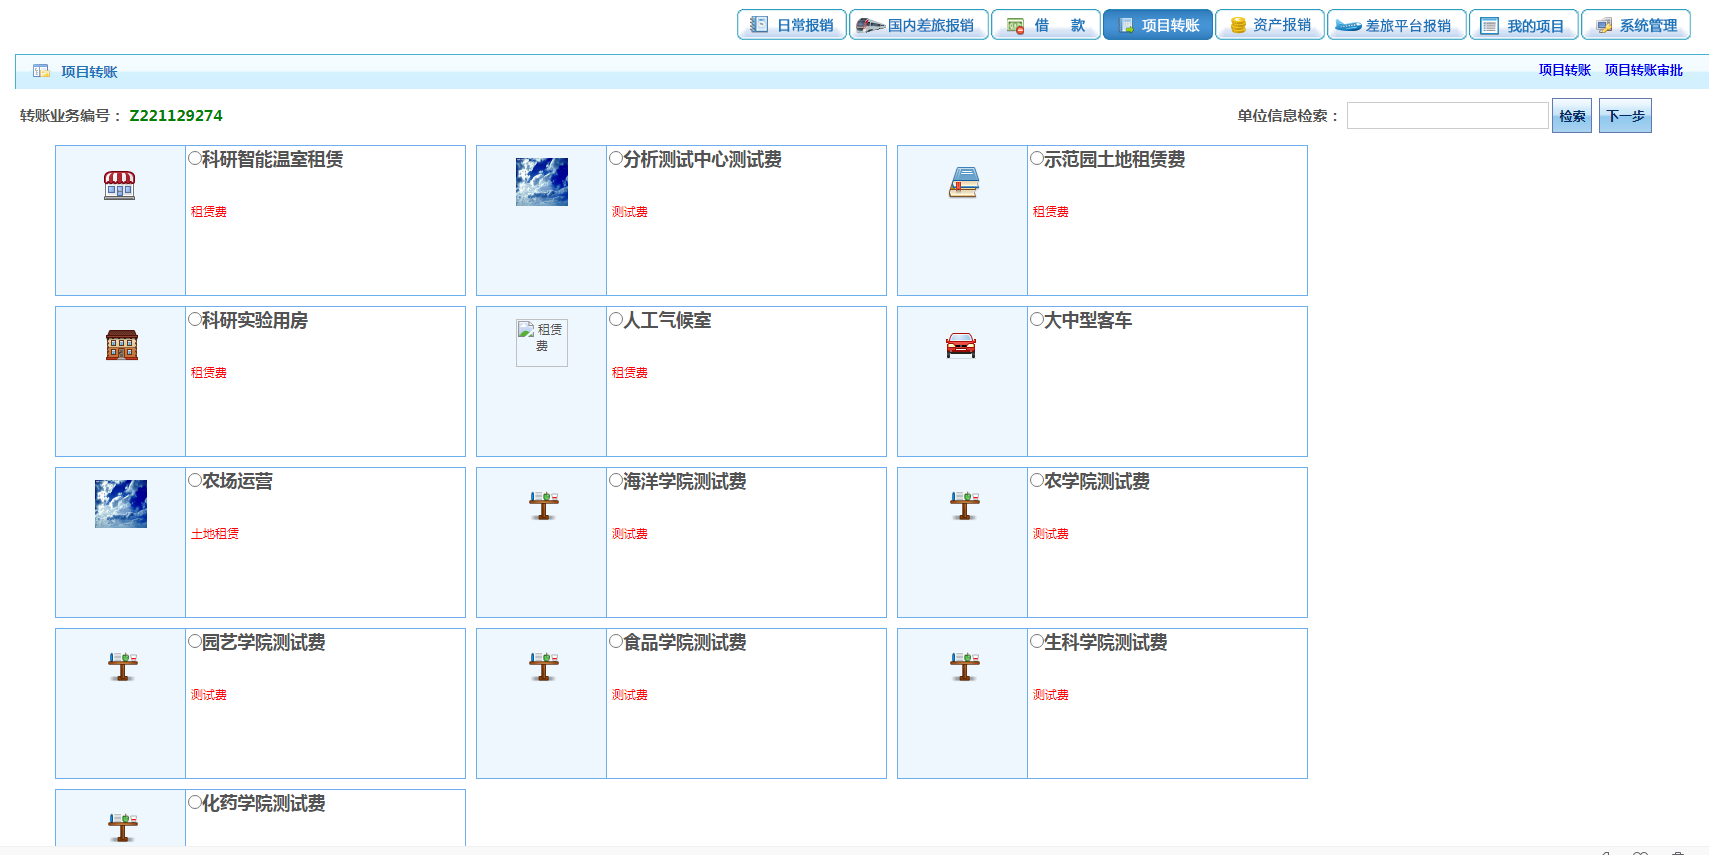 日常报销 国内差旅报销 借 款 项目转账 资产报销 差旅平台报销 我的项目 系统管理
项目转账 项目转账 项目转账审批
转账业务编号： Z221129274 单位信息检索： 检索 下一步
科研智能温室租赁 分析测试中心测试费 示范园土地租赁费
租赁费 测试费 租赁费
科研实验用房 租赁费 人工气候室 大中型客车
租赁费 租赁费
农场运营 海洋学院测试费 农学院测试费
土地租赁 测试费 测试费
园艺学院测试费 食品学院测试费 生科学院测试费
测试费 测试费 测试费
化药学院测试费